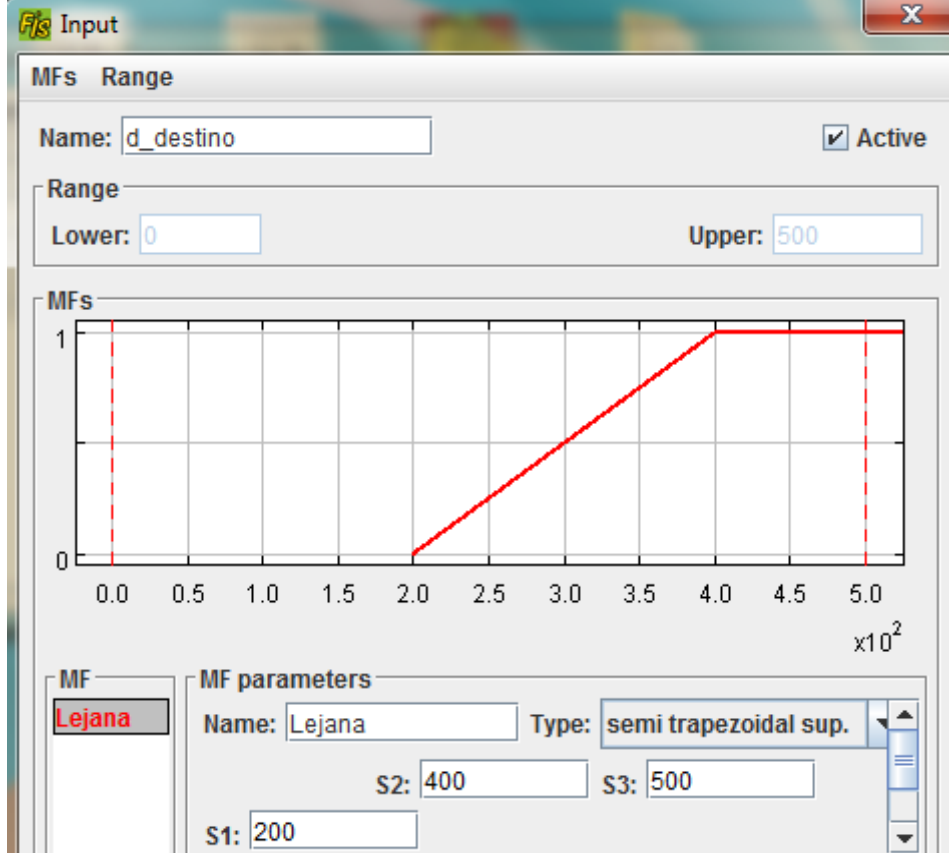 Fis Input x
MFs Range
Name: d_destino Active
Range
Lower: 0 Upper: 500
MFs
1
0
0.0 0.5 1.0 1.5 2.0 2.5 3.0 3.5 4.0 4.5 5.0
x10²
MF MF parameters
Lejana Name: Lejana Type: semi trapezoidal sup.
S2: 400 S3: 500
S1: 200